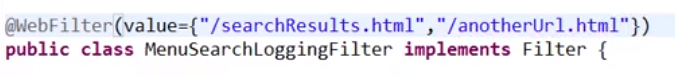 @WebFilter(value={"/searchResults.html","/anotherUrl.html"})
public class MenuSearchLoggingFilter implements Filter {